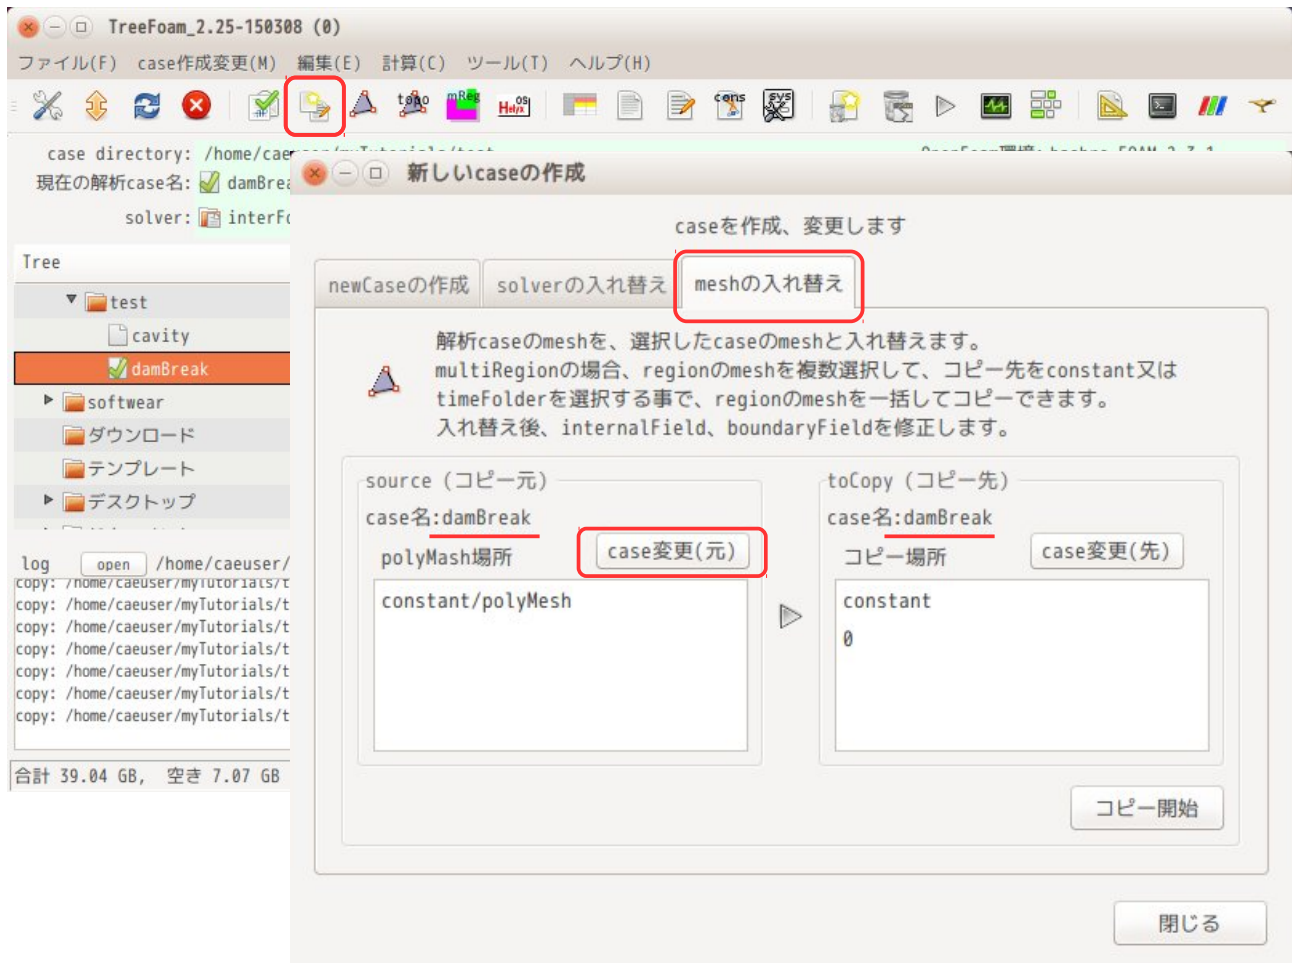 TreeFoam_2.25-150308 (0)
ファイル(F) case作成変更(M) 編集(E) 計算(C) ツール(T) ヘルプ(H)
topo mReg Helyx OS cons sys
case directory: /home/cae
現在の解析case名: damBrea
solver: interFo
Tree
test
cavity
damBreak
softwear
ダウンロード
テンプレート
デスクトップ
log open /home/caeuser/
copy: /home/caeuser/myTutorials/t
copy: /home/caeuser/myTutorials/t
copy: /home/caeuser/myTutorials/t
copy: /home/caeuser/myTutorials/t
copy: /home/caeuser/myTutorials/t
copy: /home/caeuser/myTutorials/t
copy: /home/caeuser/myTutorials/t
合計 39.04 GB, 空き 7.07 GB
新しいcaseの作成
caseを作成、変更します
newCaseの作成 solverの入れ替え meshの入れ替え
解析caseのmeshを、選択したcaseのmeshと入れ替えます。
multiRegionの場合、regionのmeshを複数選択して、コピー先をconstant又は
timeFolderを選択する事で、regionのmeshを一括してコピーできます。
入れ替え後、internalField、boundaryFieldを修正します。
source (コピー元)
case名:damBreak
polyMash場所 case変更(元)
constant/polyMesh
toCopy (コピー先)
case名:damBreak
コピー場所 case変更(先)
constant
0
コピー開始
閉じる